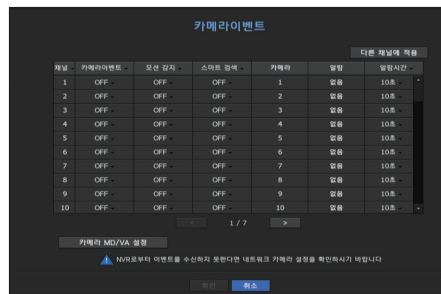 카메라이벤트
다른 채널에 적용
채널 카메라이벤트 모션 감지 스마트 검색 카메라 알람 알람시간
1 OFF OFF OFF 1 없음 10초
2 OFF OFF OFF 2 없음 10초
3 OFF OFF OFF 3 없음 10초
4 OFF OFF OFF 4 없음 10초
5 OFF OFF OFF 5 없음 10초
6 OFF OFF OFF 6 없음 10초
7 OFF OFF OFF 7 없음 10초
8 OFF OFF OFF 8 없음 10초
9 OFF OFF OFF 9 없음 10초
10 OFF OFF OFF 10 없음 10초
< 1 / 7 >
카메라 MD/VA 설정
NVR로부터 이벤트를 수신하지 못한다면 네트워크 카메라 설정을 확인하시기 바랍니다
확인 취소